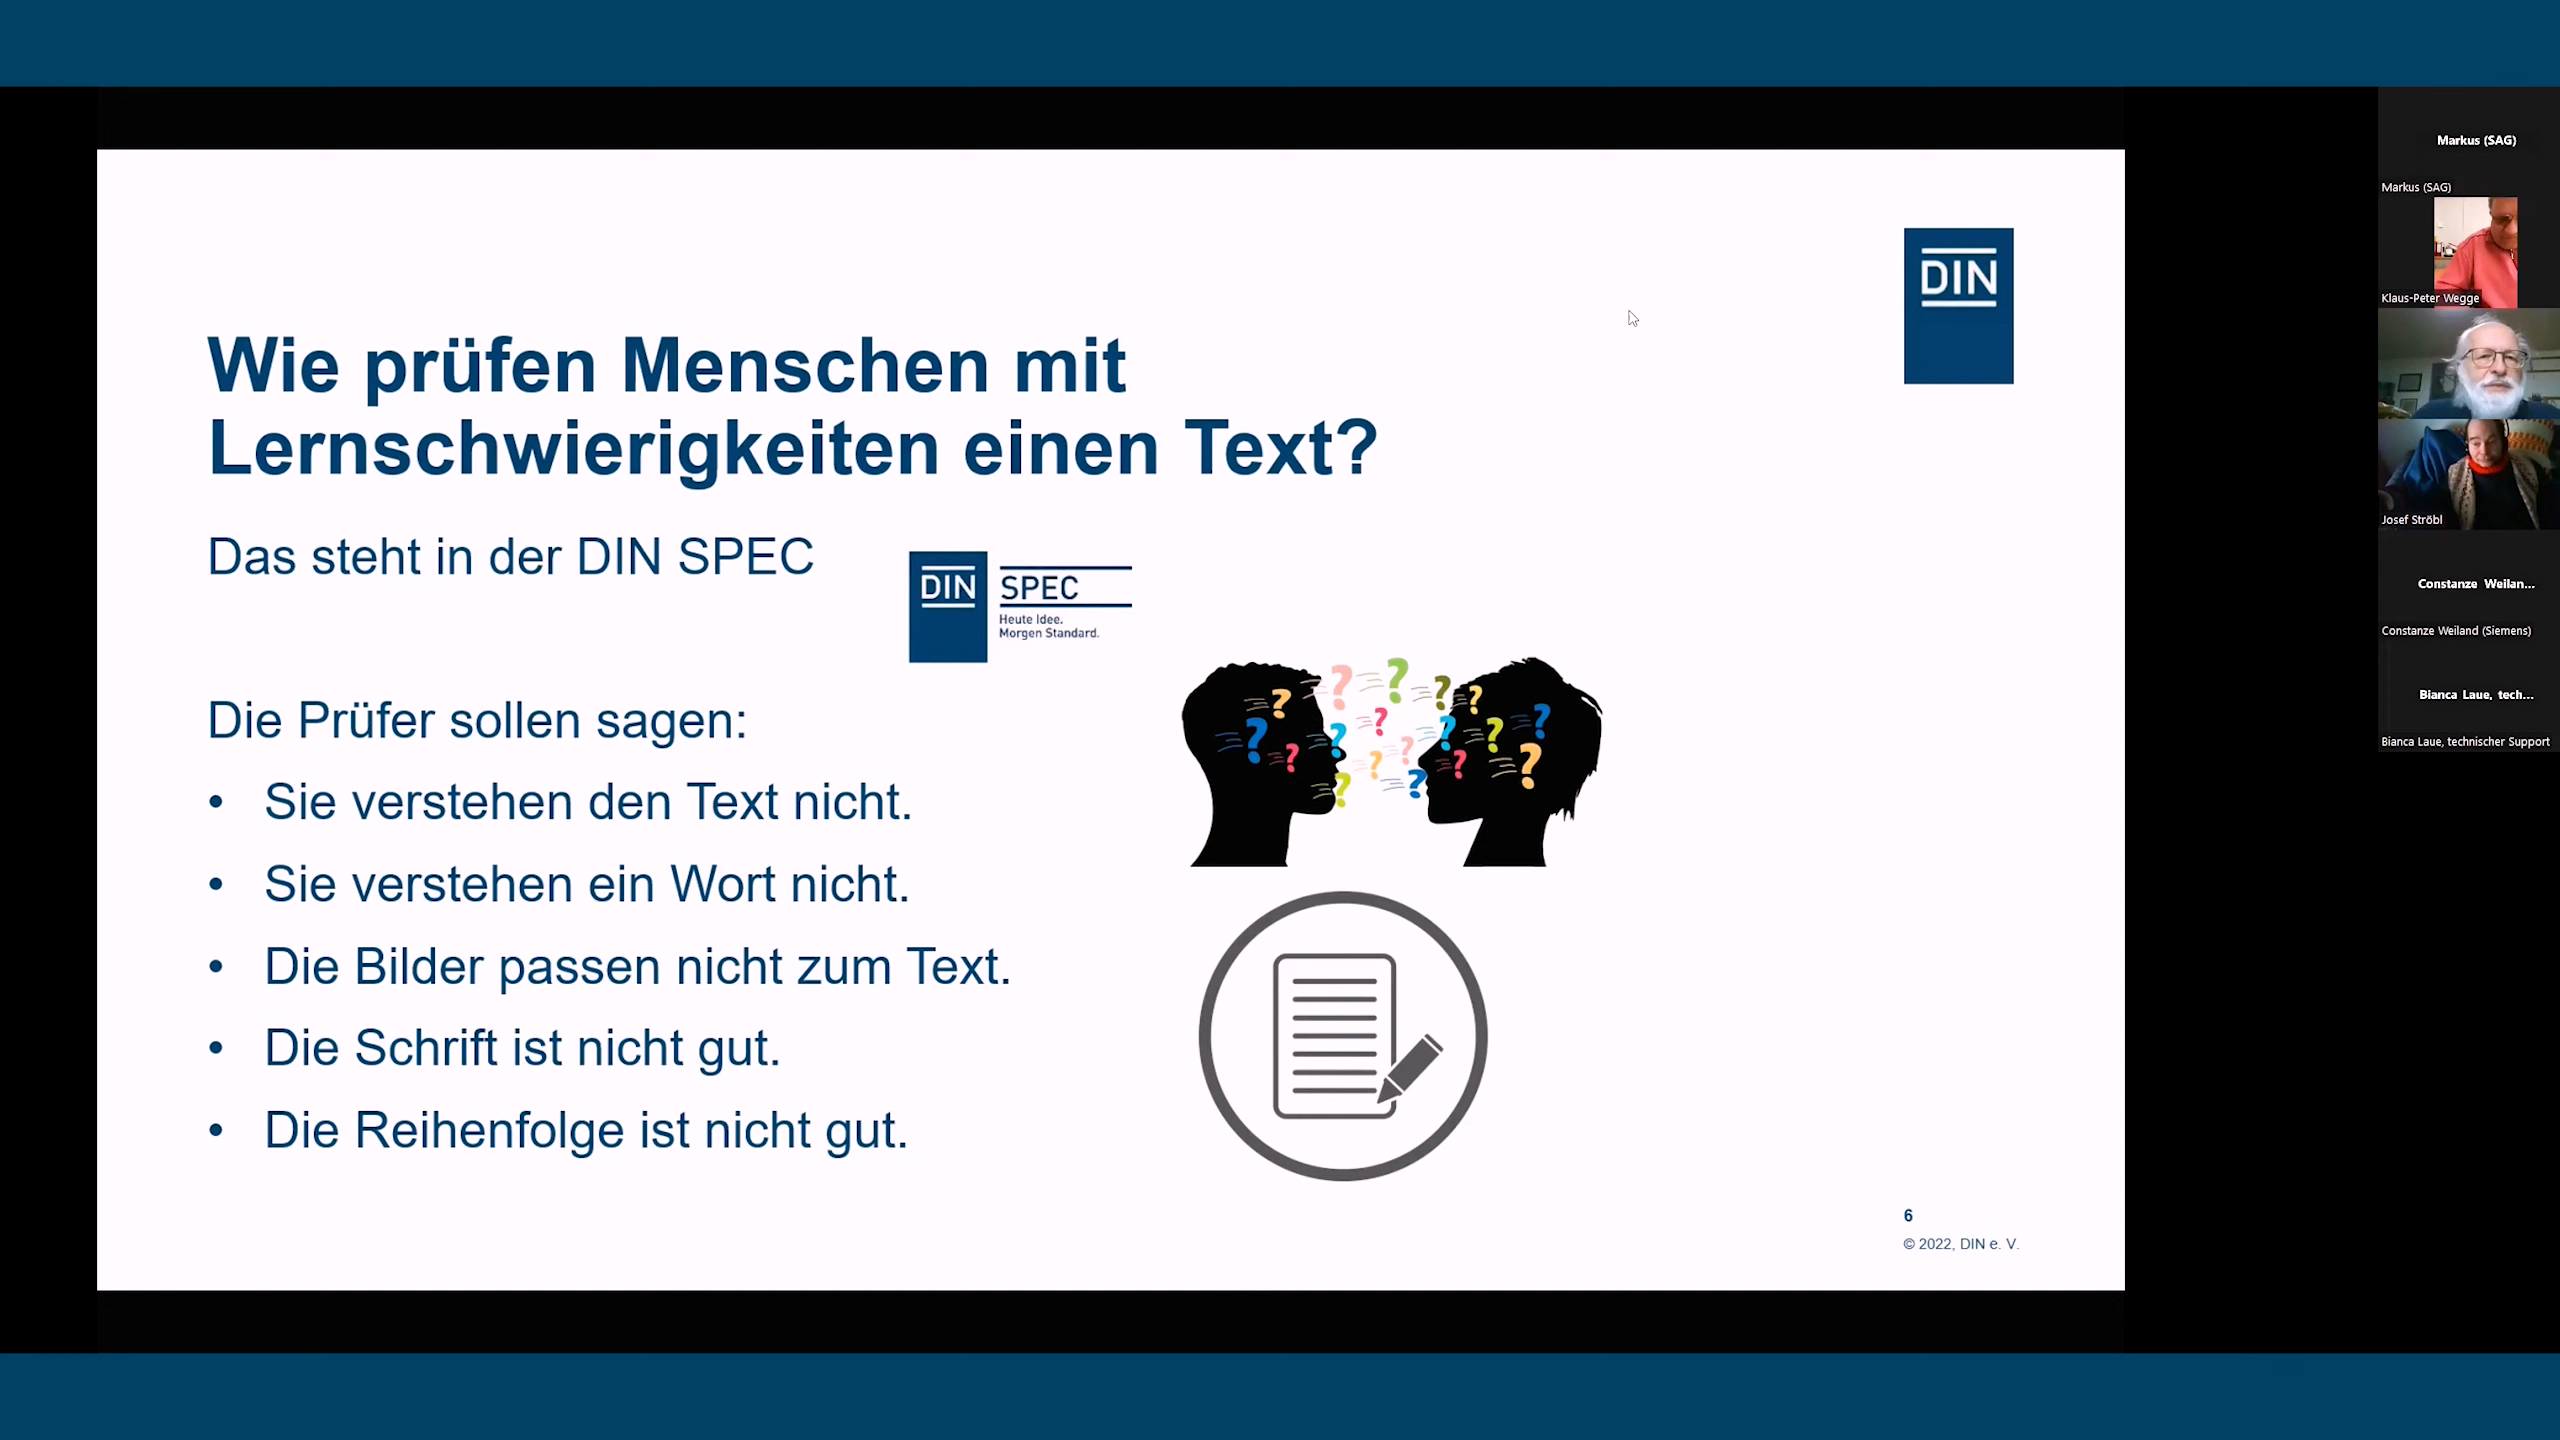 DIN
Wie prüfen Menschen mit
Lernschwierigkeiten einen Text?
Das steht in der DIN SPEC
DIN SPEC
Heute Idee.
Morgen Standard.
Die Prüfer sollen sagen:
• Sie verstehen den Text nicht.
• Sie verstehen ein Wort nicht.
• Die Bilder passen nicht zum Text.
• Die Schrift ist nicht gut.
• Die Reihenfolge ist nicht gut.
6
© 2022, DIN e. V.
Markus (SAG)
Markus (SAG)
Klaus-Peter Wegge
Josef Ströbl
Constanze Weilan...
Constanze Weiland (Siemens)
Bianca Laue, tech...
Bianca Laue, technischer Support